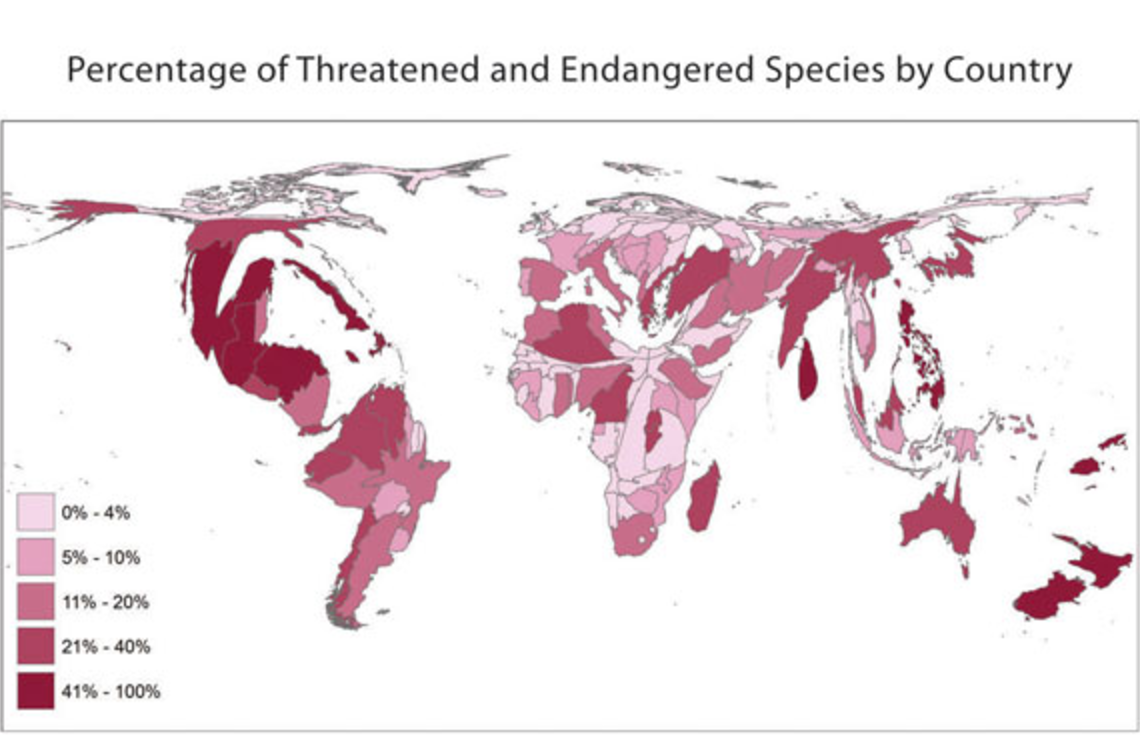 Percentage of Threatened and Endangered Species by Country
0% - 4%
5% - 10%
11% - 20%
21% - 40%
41% - 100%